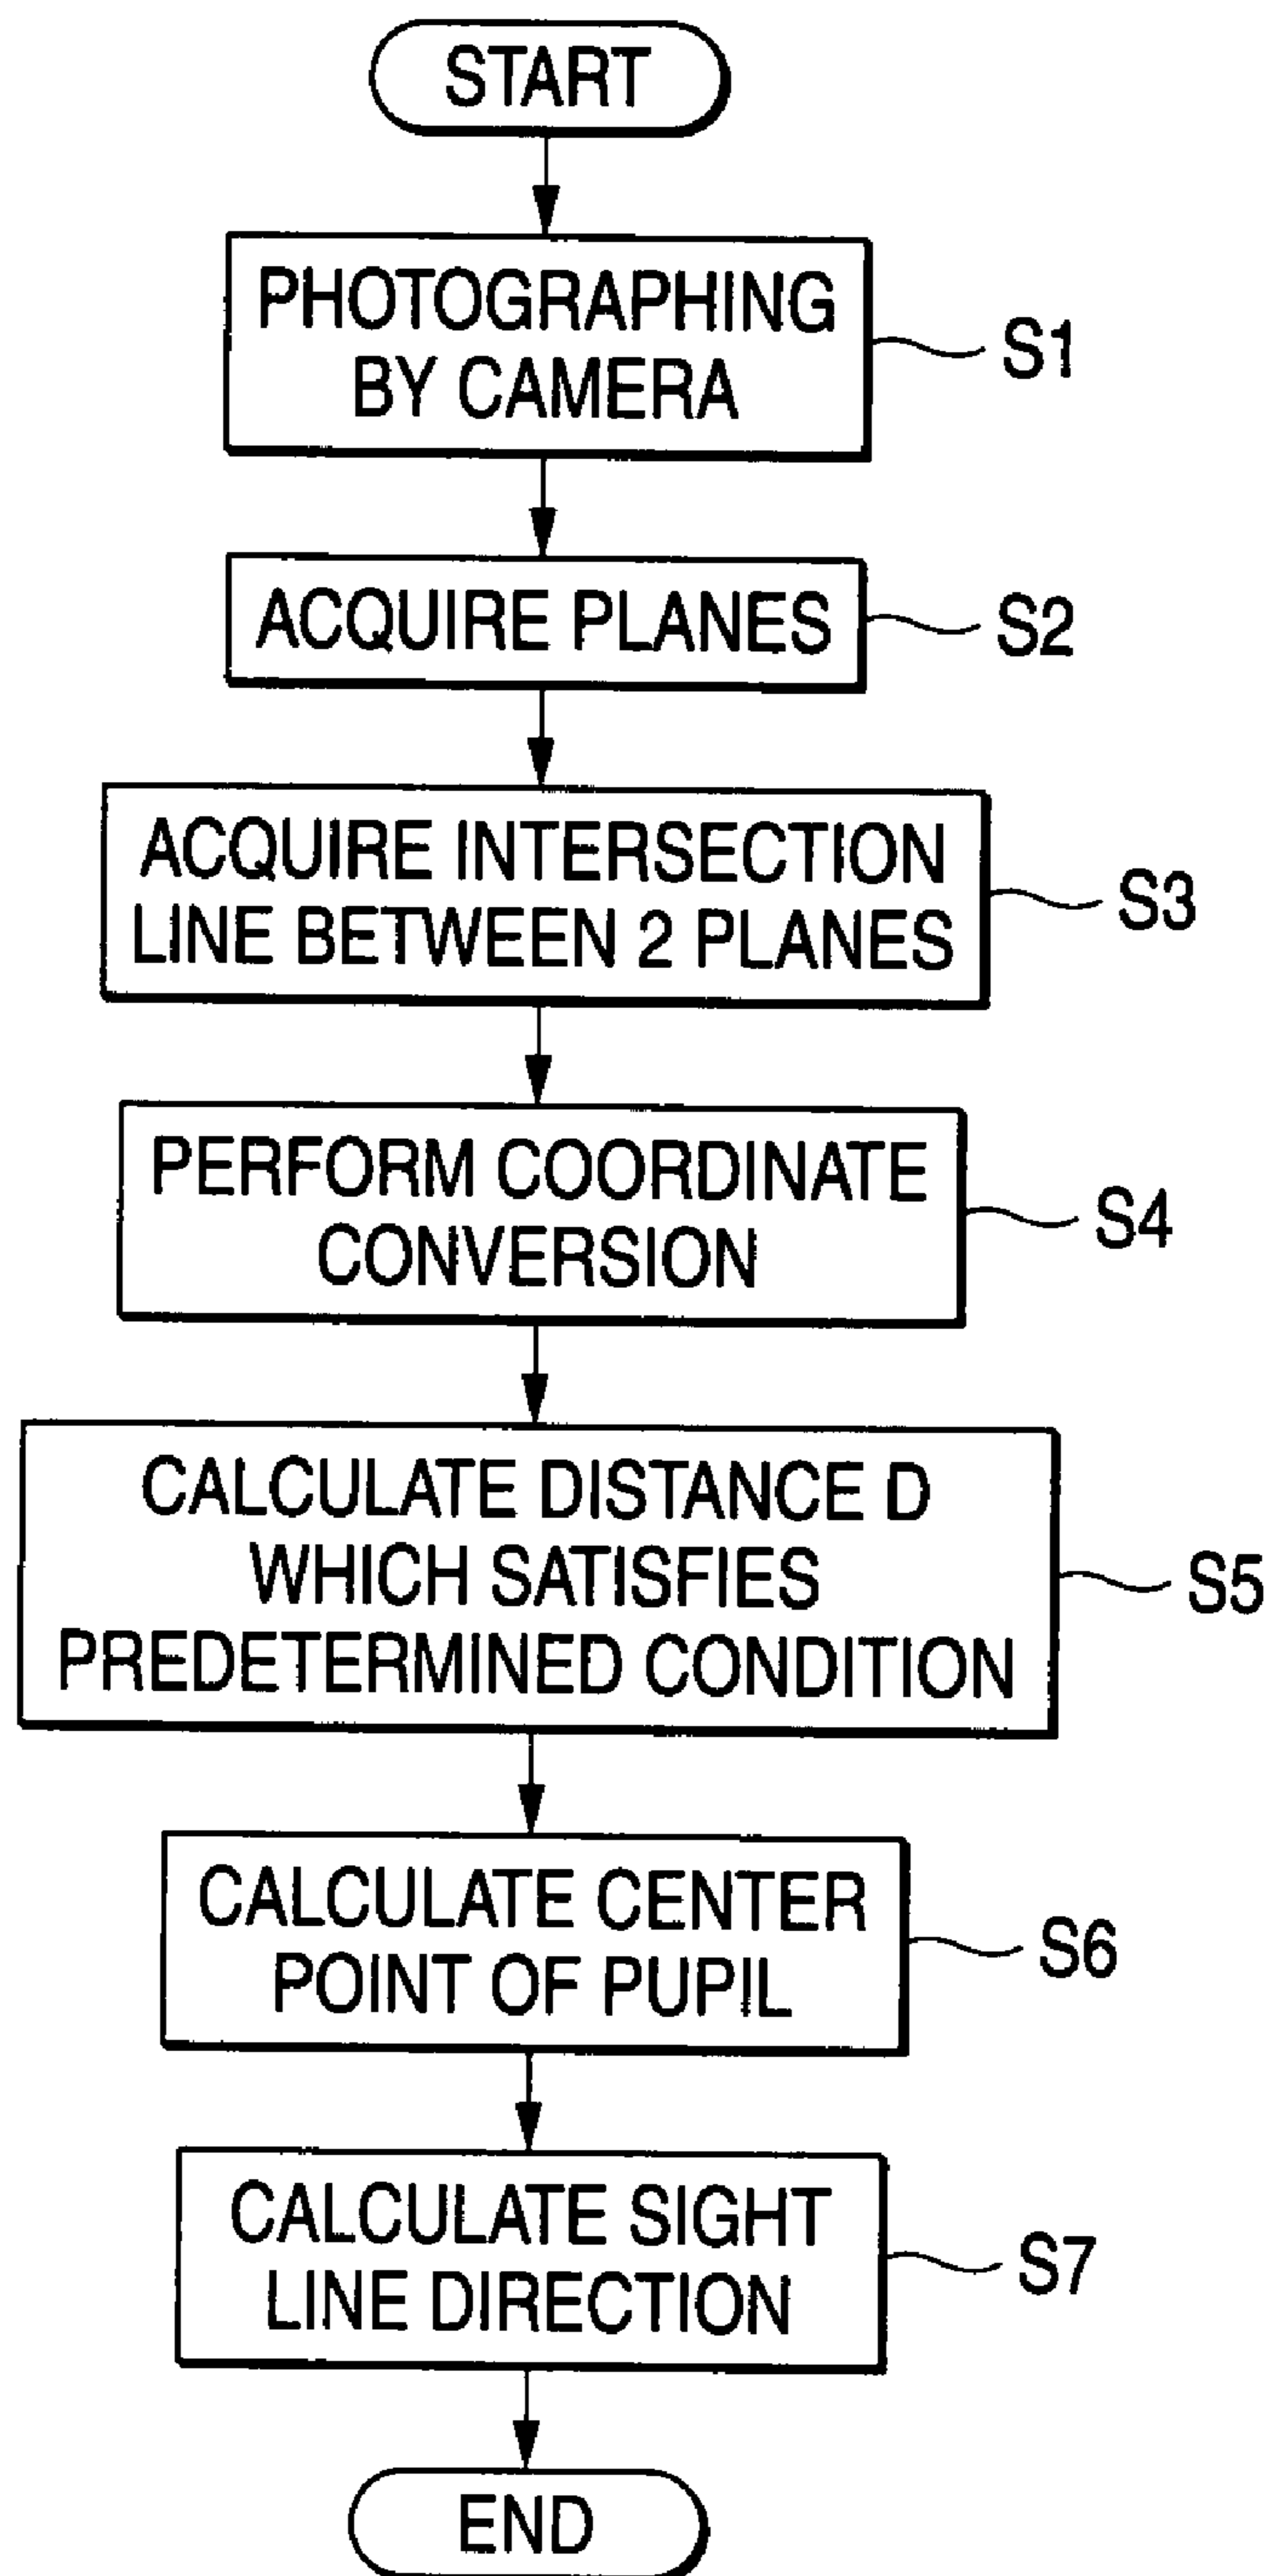 START
PHOTOGRAPHING
BY CAMERA
S1
ACQUIRE PLANES
S2
ACQUIRE INTERSECTION
LINE BETWEEN 2 PLANES
S3
PERFORM COORDINATE
CONVERSION
S4
CALCULATE DISTANCE D
WHICH SATISFIES
PREDETERMINED CONDITION
S5
CALCULATE CENTER
POINT OF PUPIL
S6
CALCULATE SIGHT
LINE DIRECTION
S7
END